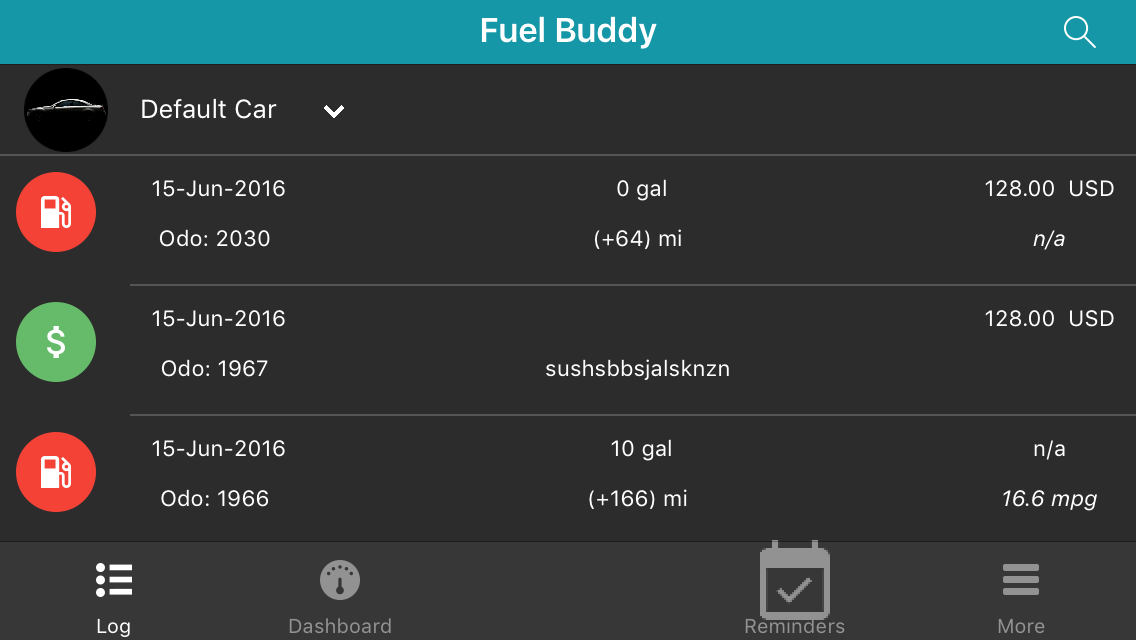 Fuel Buddy
Default Car
15-Jun-2016 0 gal 128.00 USD
Odo: 2030 (+64) mi n/a
$
15-Jun-2016 128.00 USD
Odo: 1967 sushsbbsjalsknzn
15-Jun-2016 10 gal n/a
Odo: 1966 (+166) mi 16.6 mpg
Log Dashboard Reminders More